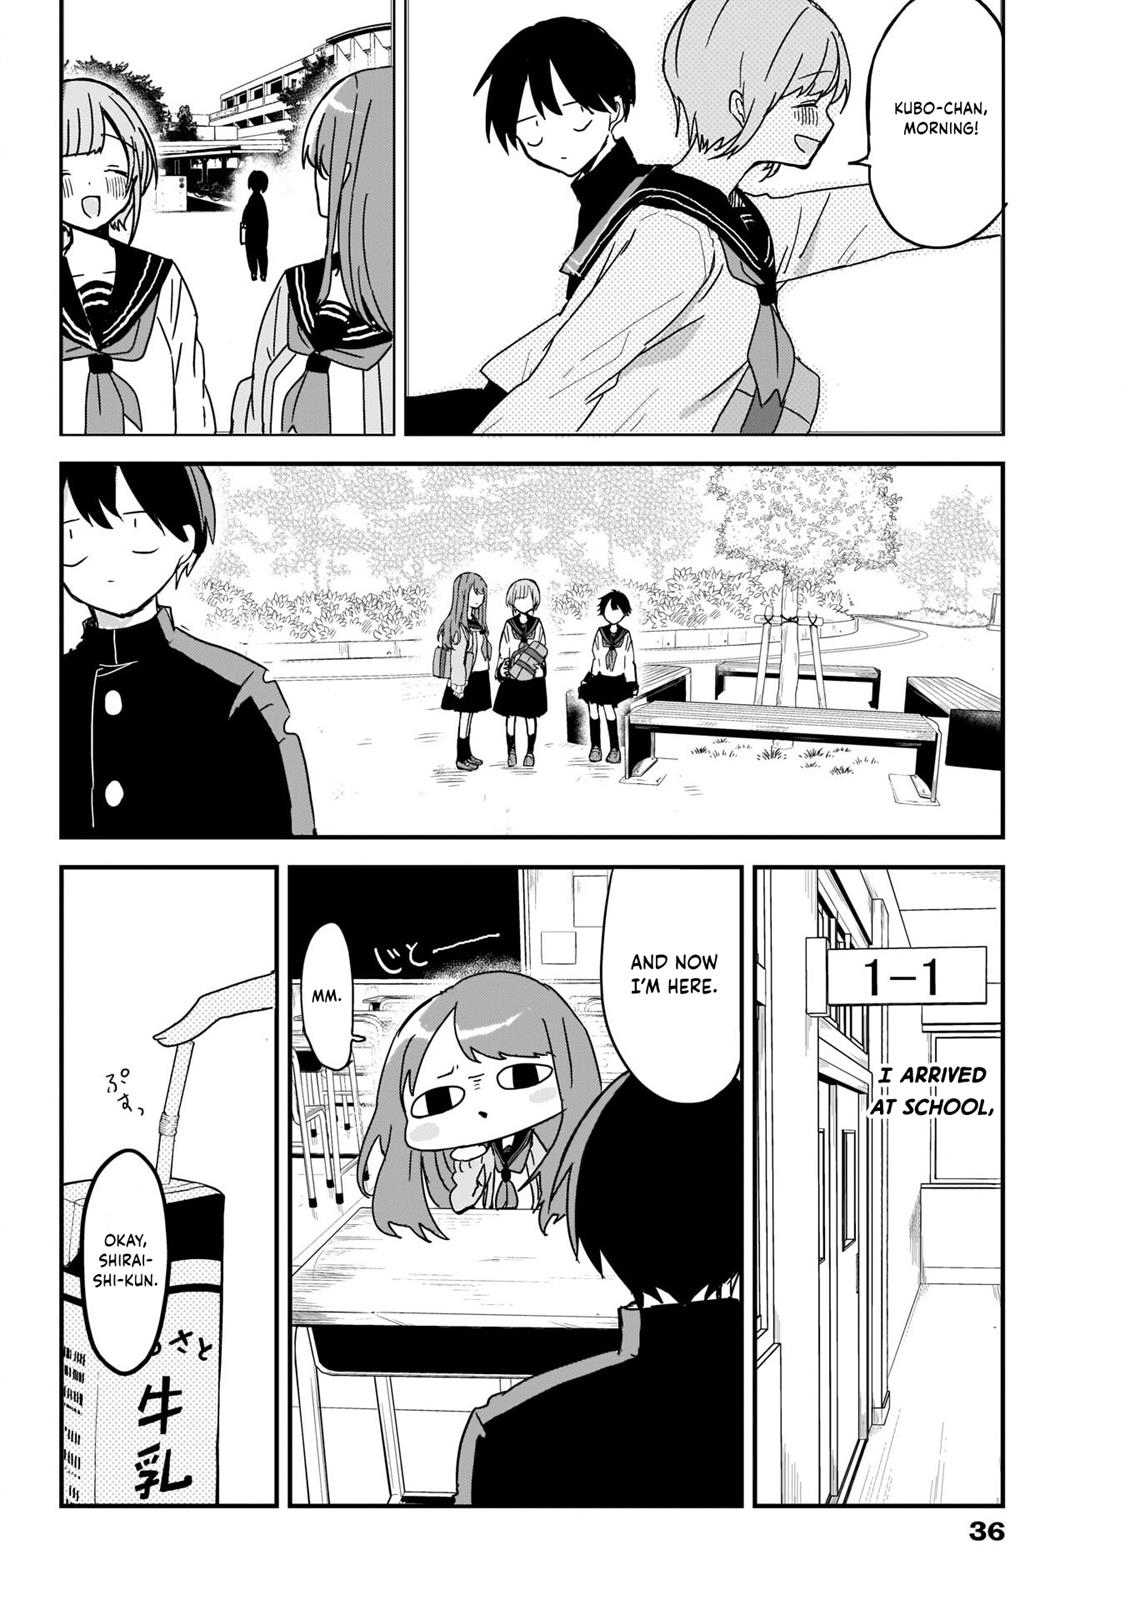 KUBO-CHAN,
MORNING!
1-1
I ARRIVED
AT SCHOOL,
AND NOW
I'M HERE.
じとー
MM.
ぷすっ
OKAY,
SHIRAI-
SHI-KUN.
さと
牛乳
36